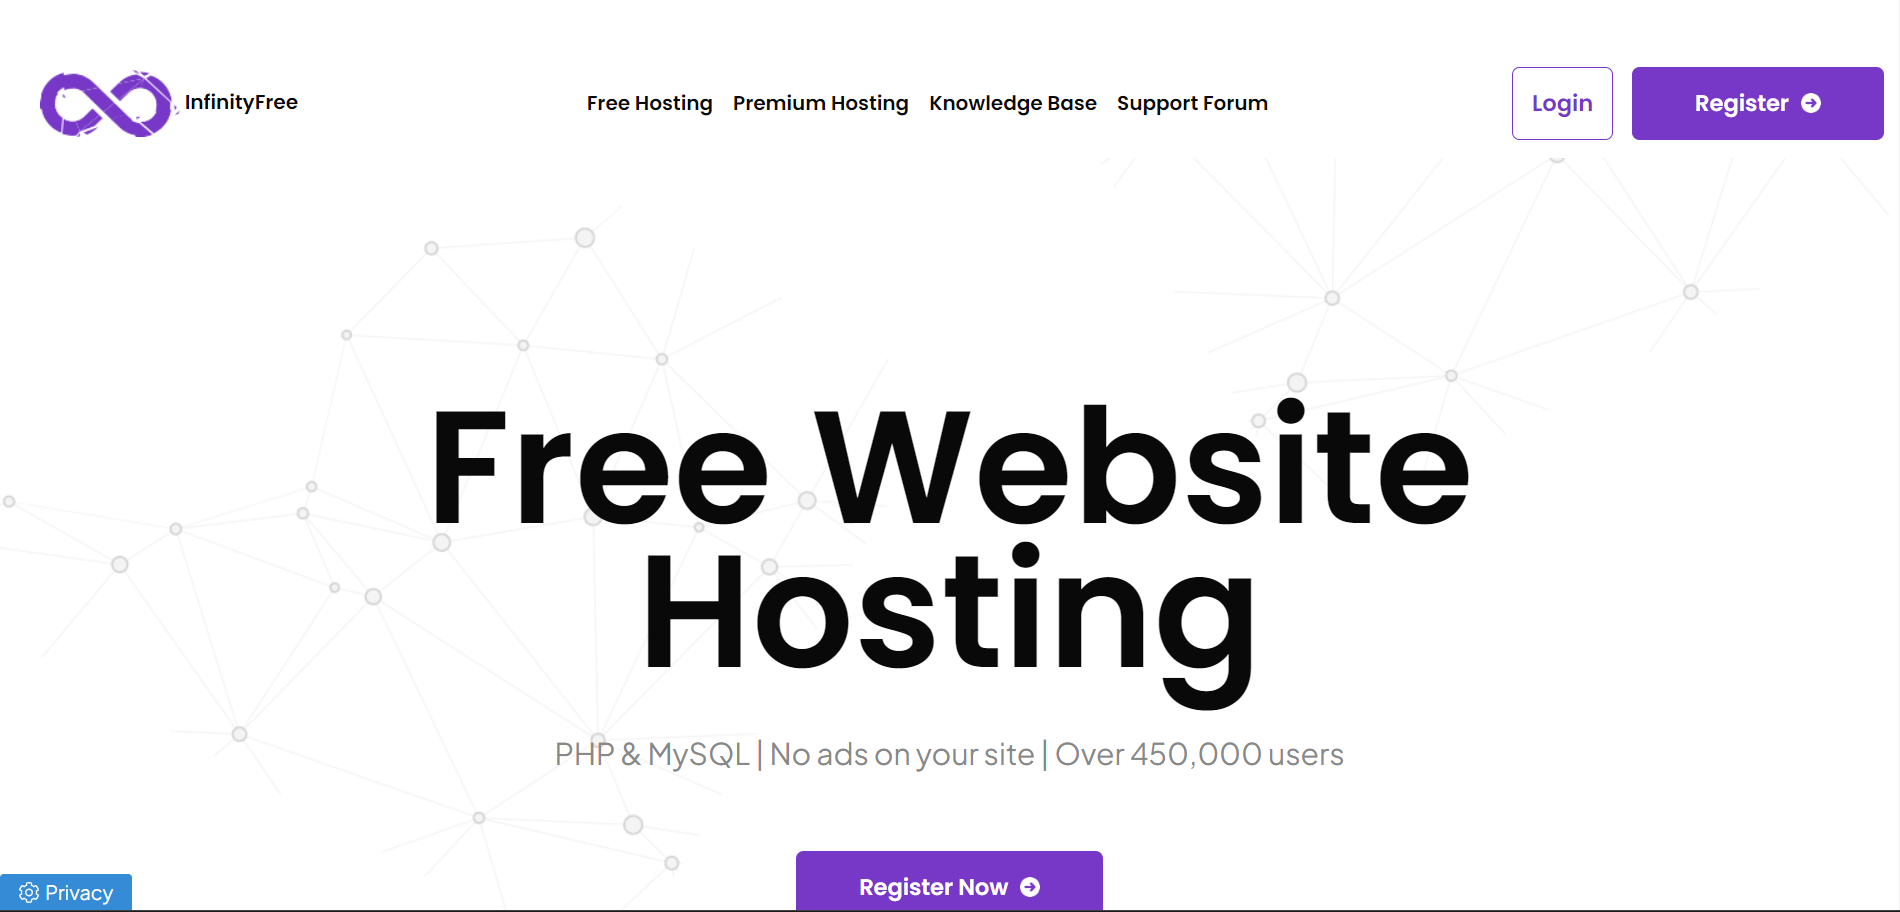 InfinityFree
Free Hosting Premium Hosting Knowledge Base Support Forum
Login
Register
Free Website
Hosting
PHP & MySQL | No ads on your site | Over 450,000 users
Register Now
Privacy